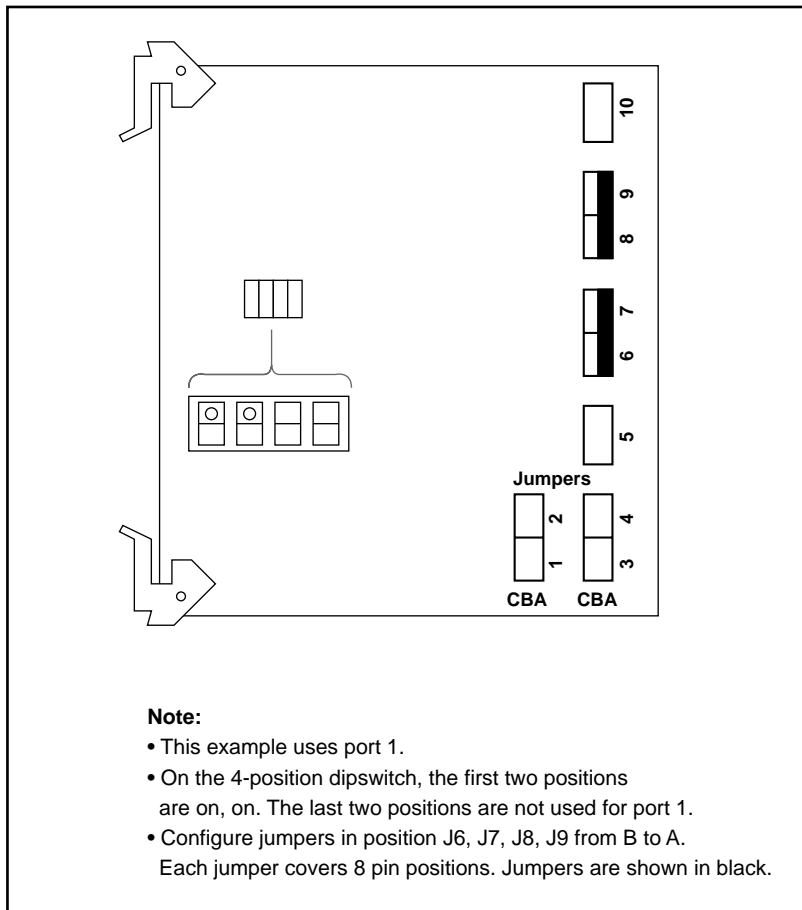 10
9
8
7
6
5
Jumpers
2
4
1
3
CBA CBA
Note:
• This example uses port 1.
• On the 4-position dipswitch, the first two positions
are on, on. The last two positions are not used for port 1.
• Configure jumpers in position J6, J7, J8, J9 from B to A.
Each jumper covers 8 pin positions. Jumpers are shown in black.